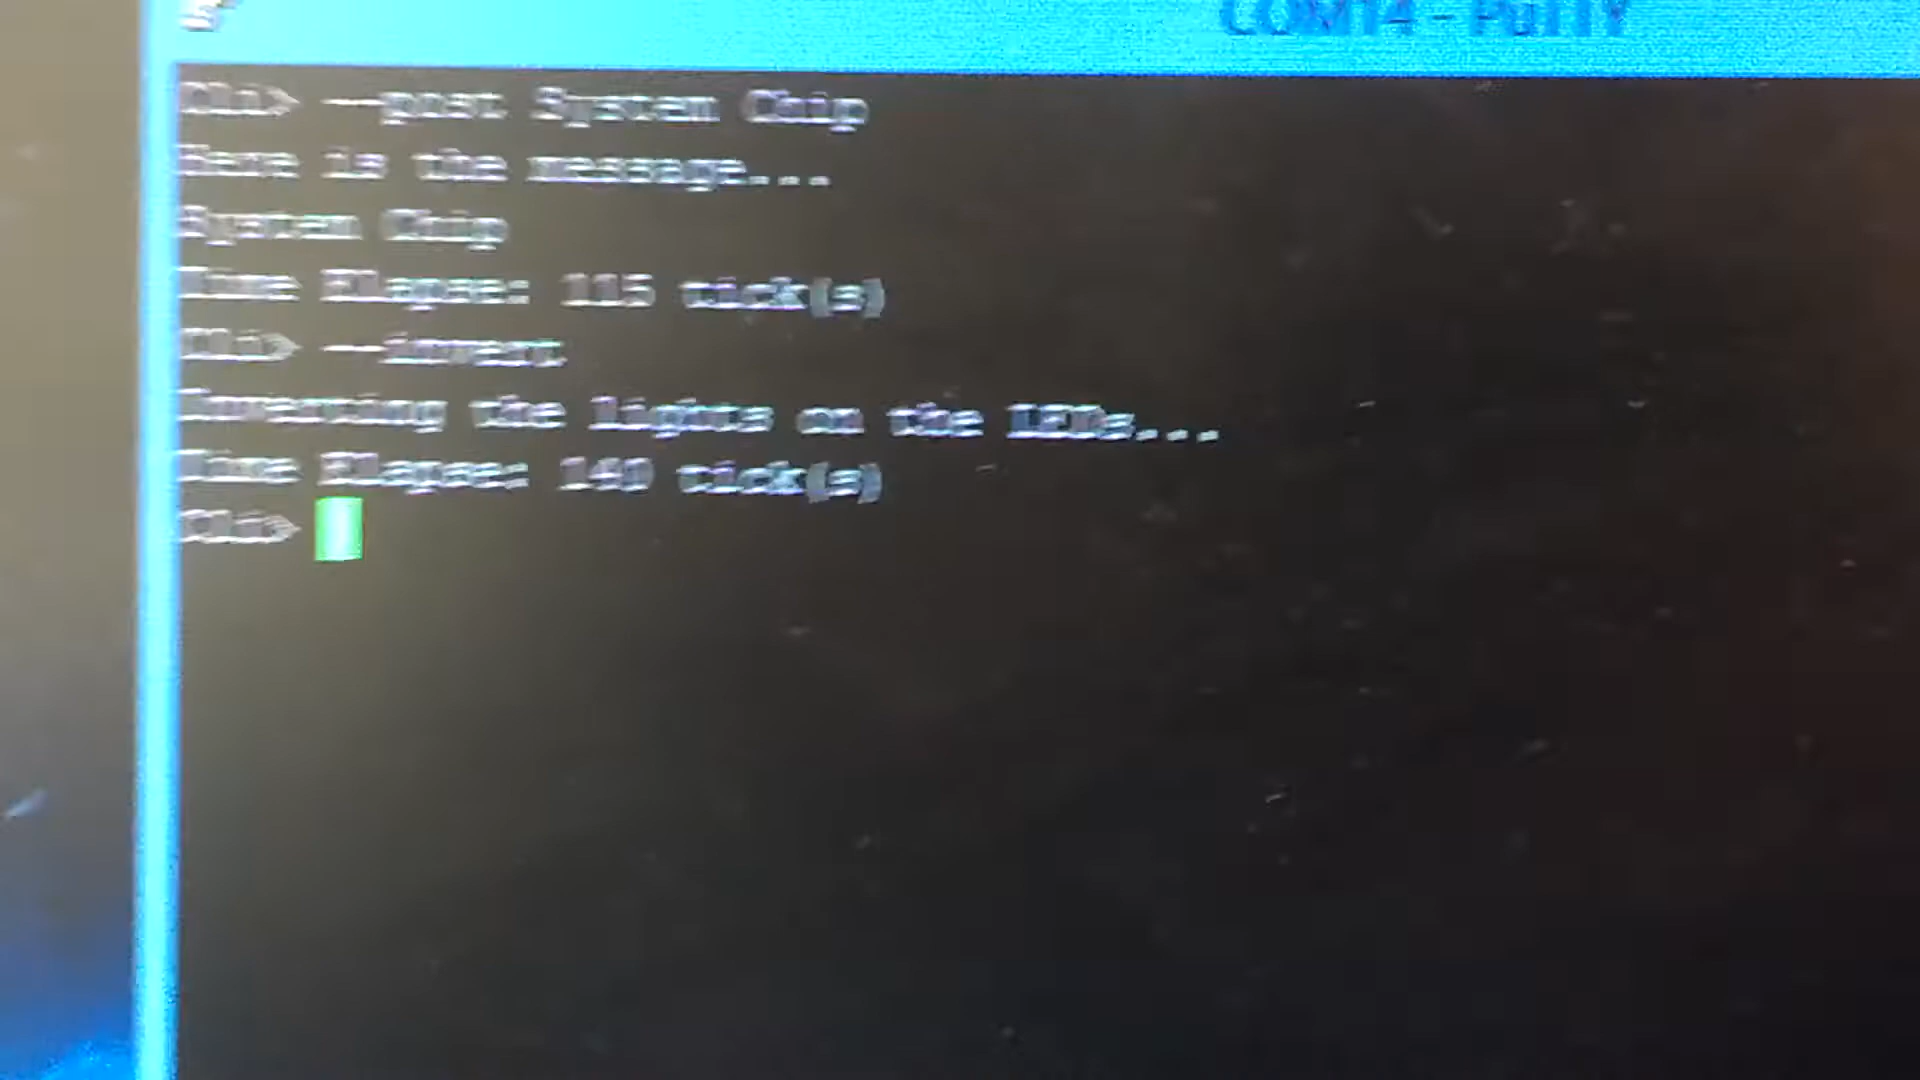 COM14 - PuTTY
Cli> --post System Chip
Here is the message....
System Chip
Time Elapse: 115 tick(s)
Cli> --invert
Inverting the lights on the LEDs...
Time Elapse: 140 tick(s)
Cli>